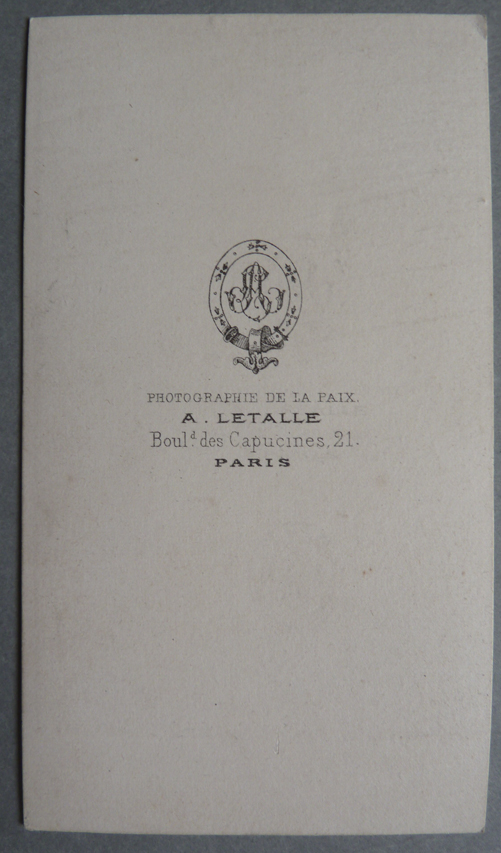 PHOTOGRAPHIE DE LA PAIX.
A. LETALLE
Boul.d des Capucines, 21.
PARIS